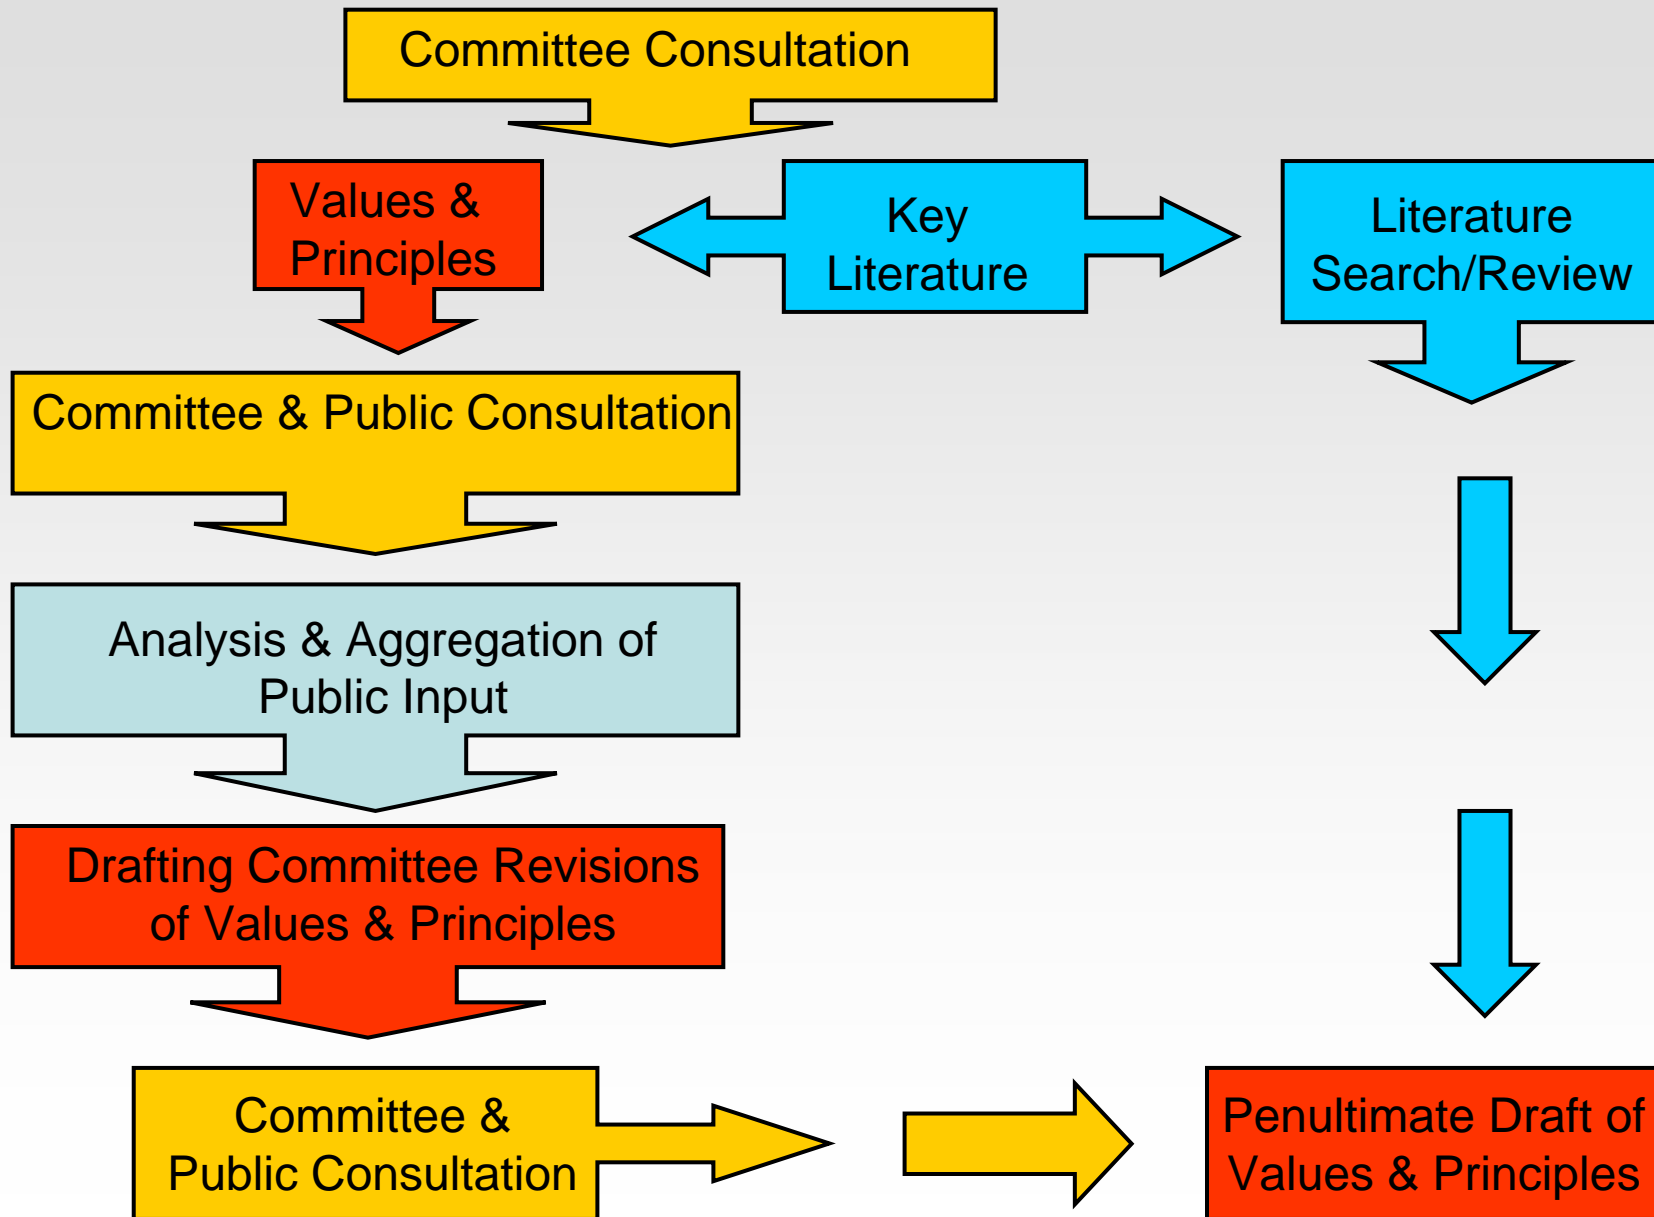 Committee Consultation
Values &
Principles
Key
Literature
Literature
Search/Review
Committee & Public Consultation
Analysis & Aggregation of
Public Input
Drafting Committee Revisions
of Values & Principles
Committee &
Public Consultation
Penultimate Draft of
Values & Principles